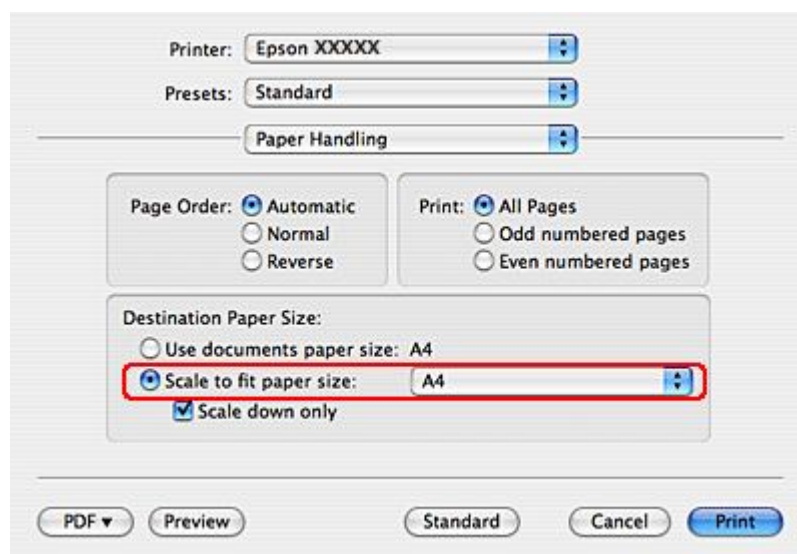 Printer: Epson XXXXX
Presets: Standard
Paper Handling
Page Order: Automatic
Normal
Reverse
Print: All Pages
Odd numbered pages
Even numbered pages
Destination Paper Size:
Use documents paper size: A4
Scale to fit paper size: A4
Scale down only
PDF ▼ Preview Standard Cancel Print